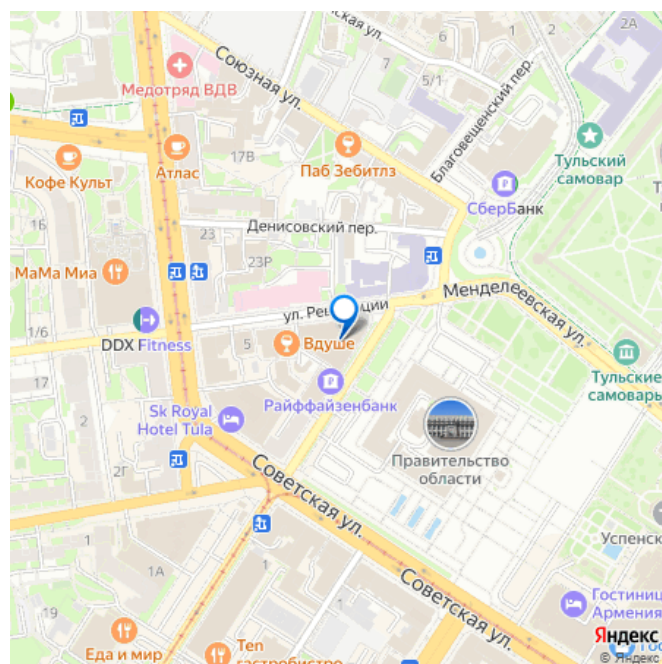 Советская ул.
2А
7
Союзная ул.
5/1
Медотряд ВДВ
Благовещенский пер.
Тульский
самовар
17В
Кофе Культ
Атлас
Паб Зебитлз
СберБанк
1Б
Денисовский пер.
23
МаМа Миа
23Р
Менделеевская ул.
1/6
DDX Fitness
5
Вдуше
Тульские
самовары
Райффайзенбанк
Sk Royal
Hotel Tula
2
2Г
Правительство
области
Советская ул.
Успенск
1А
Советская ул.
19
Гостиниц
Армения
Еда и мир
Ten
гастробистро
Яндекс
© Яндекс